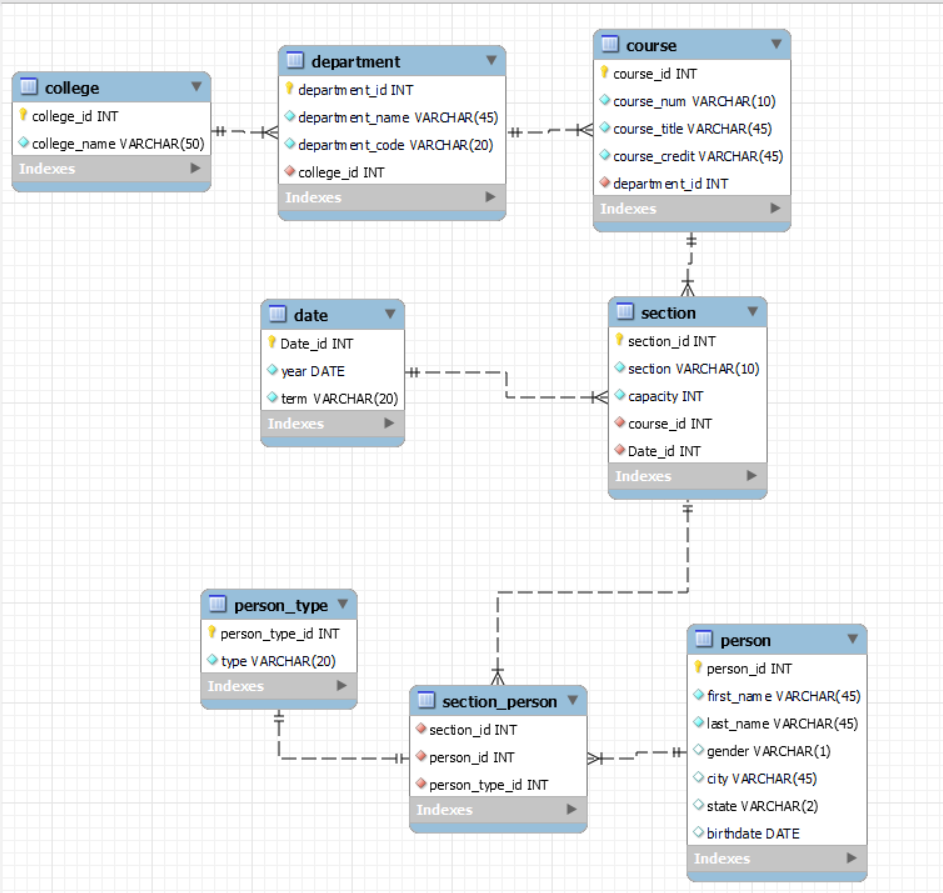 college
college_id INT
college_name VARCHAR(50)
Indexes
department
department_id INT
department_name VARCHAR(45)
department_code VARCHAR(20)
college_id INT
Indexes
course
course_id INT
course_num VARCHAR(10)
course_title VARCHAR(45)
course_credit VARCHAR(45)
department_id INT
Indexes
date
Date_id INT
year DATE
term VARCHAR(20)
Indexes
section
section_id INT
section VARCHAR(10)
capacity INT
course_id INT
Date_id INT
Indexes
person_type
person_type_id INT
type VARCHAR(20)
Indexes
section_person
section_id INT
person_id INT
person_type_id INT
Indexes
person
person_id INT
first_name VARCHAR(45)
last_name VARCHAR(45)
gender VARCHAR(1)
city VARCHAR(45)
state VARCHAR(2)
birthdate DATE
Indexes